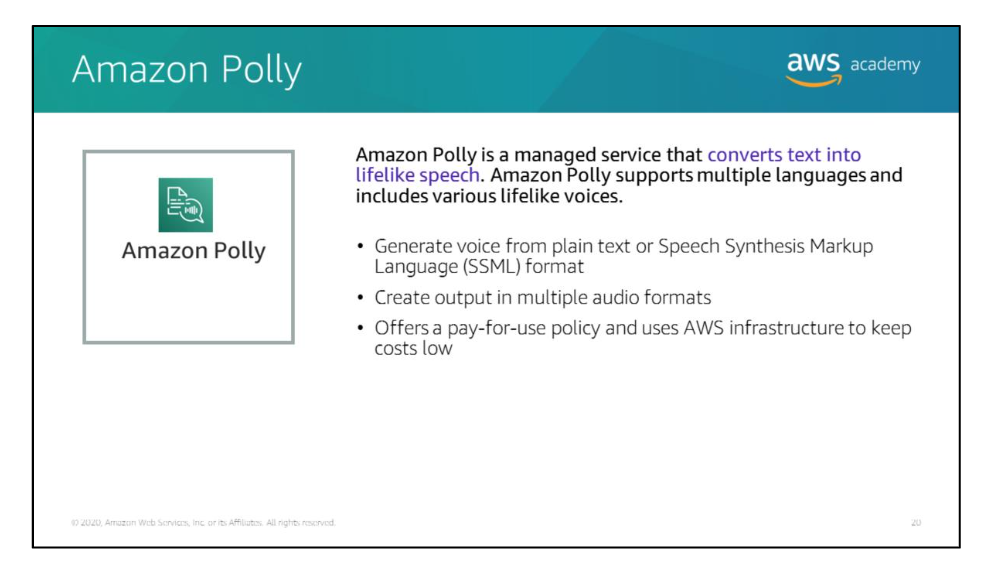 Amazon Polly
aws academy
Amazon Polly
Amazon Polly is a managed service that converts text into
lifelike speech. Amazon Polly supports multiple languages and
includes various lifelike voices.
• Generate voice from plain text or Speech Synthesis Markup
Language (SSML) format
• Create output in multiple audio formats
• Offers a pay-for-use policy and uses AWS infrastructure to keep
costs low
© 2020, Amazon Web Services, Inc. or its Affiliates. All rights reserved.
20